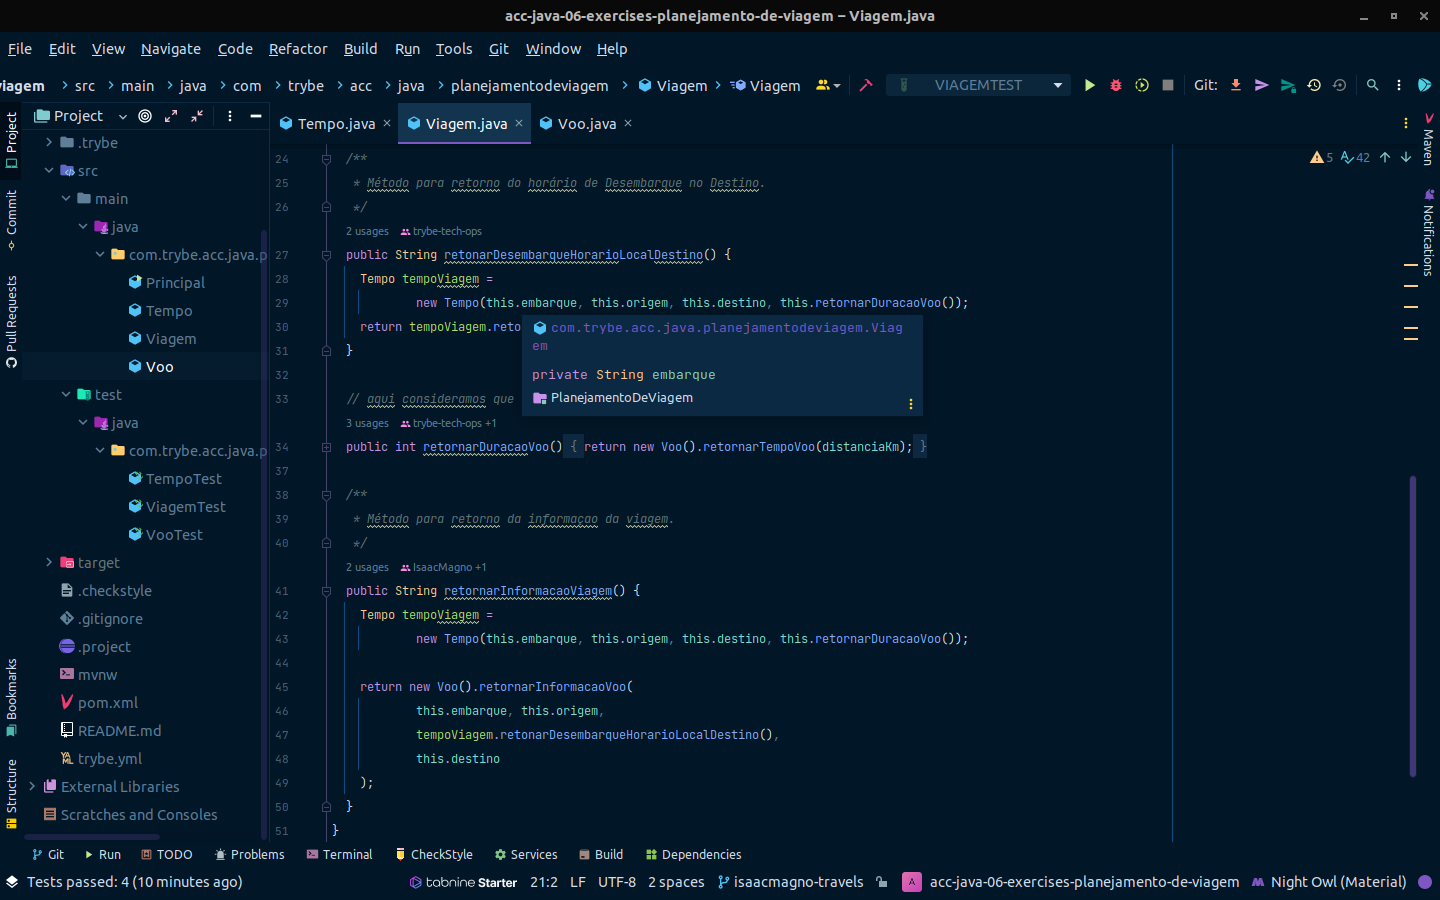 acc-java-06-exercises-planejamento-de-viagem – Viagem.java
File Edit View Navigate Code Refactor Build Run Tools Git Window Help
viagem src main java com trybe acc java planejamentodeviagem Viagem Viagem VIAGEMTEST Git:
Project
Tempo.java Viagem.java Voo.java
Project
Commit
Pull Requests
Bookmarks
Structure
.trybe
src
main
java
com.trybe.acc.java.p
Principal
Tempo
Viagem
Voo
test
java
com.trybe.acc.java.p
TempoTest
ViagemTest
VooTest
target
.checkstyle
.gitignore
.project
mvnw
pom.xml
README.md
trybe.yml
External Libraries
Scratches and Consoles
5 42
24 /**
25 * Método para retorno do horário de Desembarque no Destino.
26 */
2 usages trybe-tech-ops
27 public String retonarDesembarqueHorarioLocalDestino() {
28 Tempo tempoViagem =
29 new Tempo(this.embarque, this.origem, this.destino, this.retornarDuracaoVoo());
30 return tempoViagem.reto
31 }
32
33 // aqui consideramos que
3 usages trybe-tech-ops +1
34 public int retornarDuracaoVoo() { return new Voo().retornarTempoVoo(distanciaKm); }
37
38 /**
39 * Método para retorno da informaçao da viagem.
40 */
2 usages IsaacMagno +1
41 public String retornarInformacaoViagem() {
42 Tempo tempoViagem =
43 new Tempo(this.embarque, this.origem, this.destino, this.retornarDuracaoVoo());
44
45 return new Voo().retornarInformacaoVoo(
46 this.embarque, this.origem,
47 tempoViagem.retonarDesembarqueHorarioLocalDestino(),
48 this.destino
49 );
50 }
51 }
com.trybe.acc.java.planejamentodeviagem.Viag
em
private String embarque
PlanejamentoDeViagem
Maven
Notifications
Git Run TODO Problems Terminal CheckStyle Services Build Dependencies
Tests passed: 4 (10 minutes ago) tabnine Starter 21:2 LF UTF-8 2 spaces isaacmagno-travels A acc-java-06-exercises-planejamento-de-viagem Night Owl (Material)